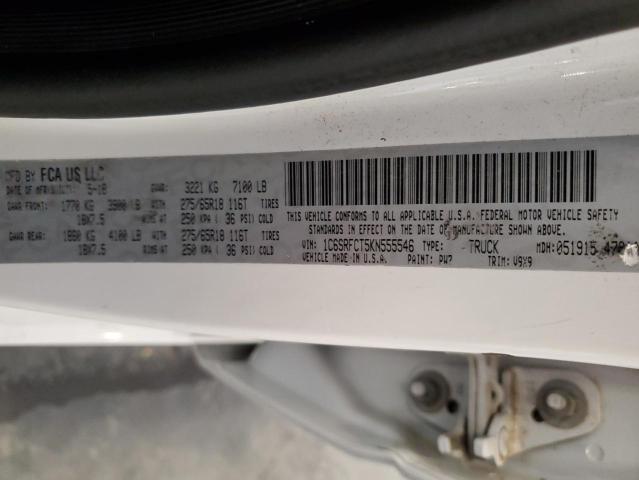 MFD BY FCA US LLC
DATE OF MFR 5-18 GVWR: 3221 KG 7100 LB
GAWR FRONT: 1770 KG 3900 LB WITH 275/65R18 116T TIRES
18X7.5 RIMS AT 250 KPA ( 36 PSI) COLD
GAWR REAR: 1860 KG 4100 LB WITH 275/65R18 116T TIRES
18X7.5 RIMS AT 250 KPA ( 36 PSI) COLD
THIS VEHICLE CONFORMS TO ALL APPLICABLE U.S.A. FEDERAL MOTOR VEHICLE SAFETY
STANDARDS IN EFFECT ON THE DATE OF MANUFACTURE SHOWN ABOVE.
VIN: 1C6SRFCT5KN555546 TYPE: TRUCK MDH: 051915
VEHICLE MADE IN U.S.A. PAINT: PW7 TRIM: V9X9